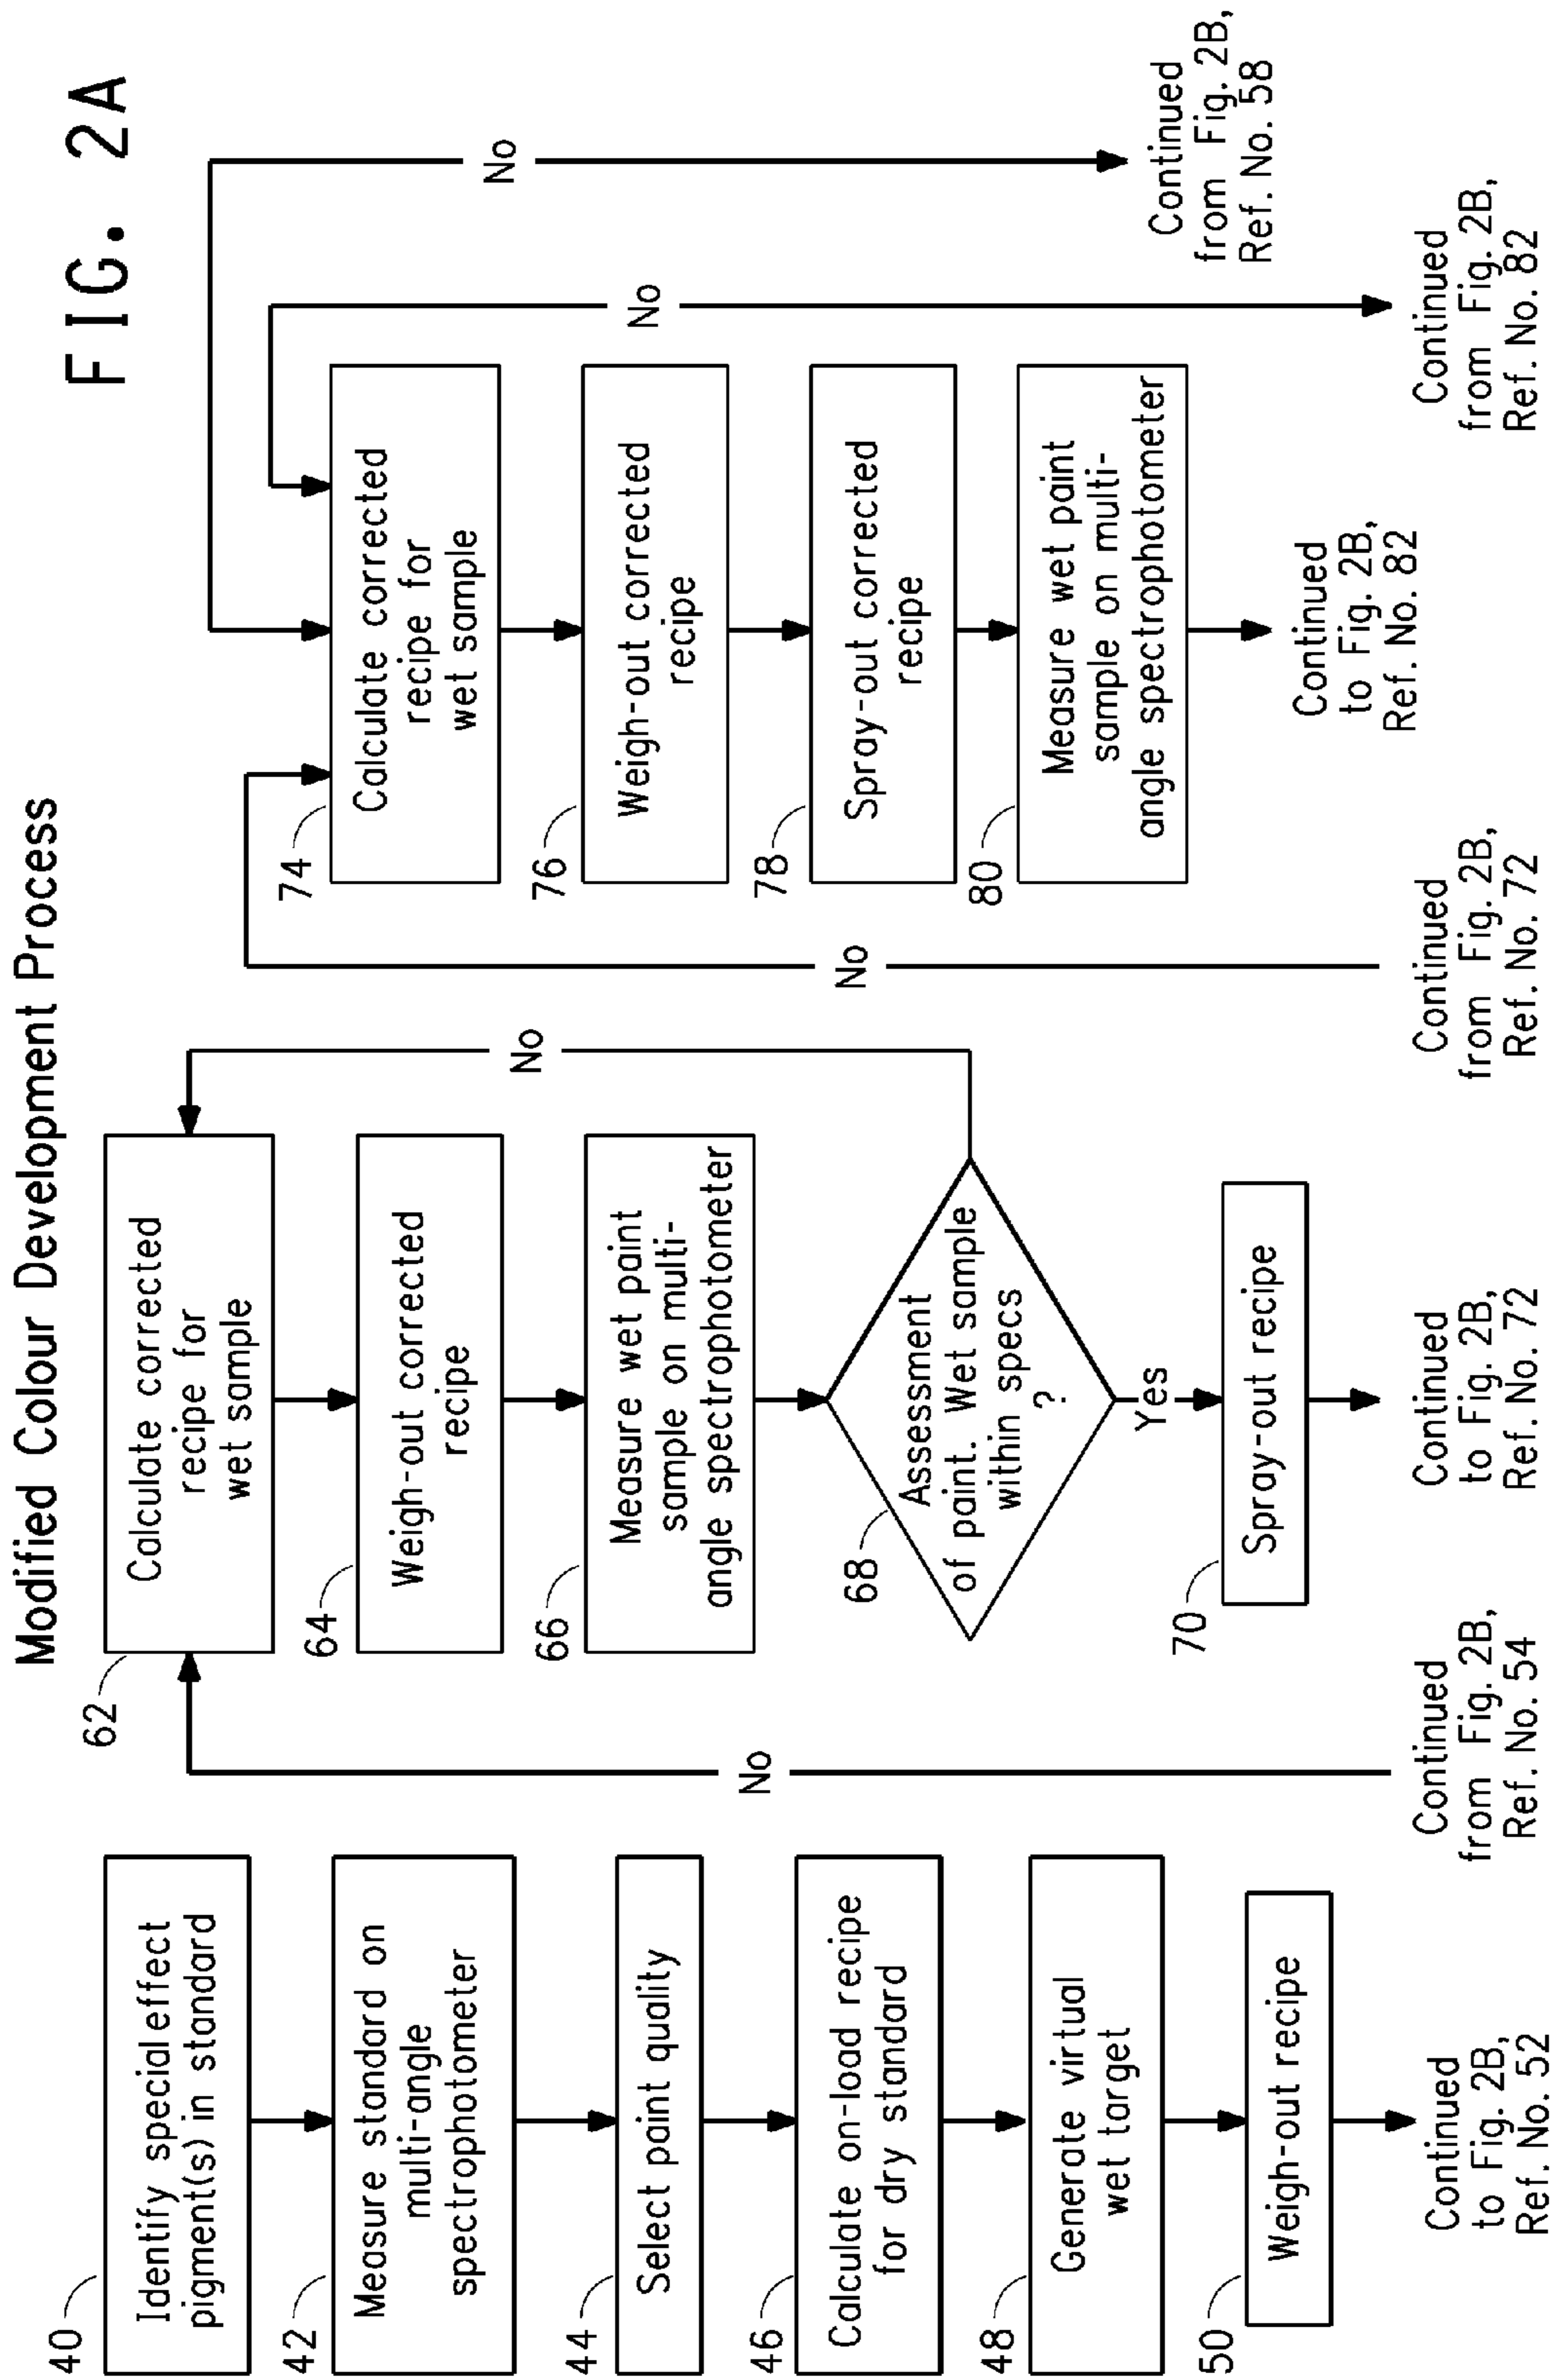 FIG. 2A
Modified Colour Development Process
40
Identify special effect
pigment(s) in standard
42
Measure standard on
multi-angle
spectrophotometer
44
Select paint quality
46
Calculate on-load recipe
for dry standard
48
Generate virtual
wet target
50
Weigh-out recipe
Continued
to Fig. 2B,
Ref. No. 52
62
Calculate corrected
recipe for
wet sample
64
Weigh-out corrected
recipe
66
Measure wet paint
sample on multi-
angle spectrophotometer
68
Assessment
of paint. Wet sample
within specs
?
No
Yes
70
Spray-out recipe
Continued
to Fig. 2B,
Ref. No. 72
No
Continued
from Fig. 2B,
Ref. No. 54
74
Calculate corrected
recipe for
wet sample
76
Weigh-out corrected
recipe
78
Spray-out corrected
recipe
80
Measure wet paint
sample on multi-
angle spectrophotometer
Continued
to Fig. 2B,
Ref. No. 82
No
Continued
from Fig. 2B,
Ref. No. 72
No
Continued
from Fig. 2B,
Ref. No. 82
No
Continued
from Fig. 2B,
Ref. No. 58